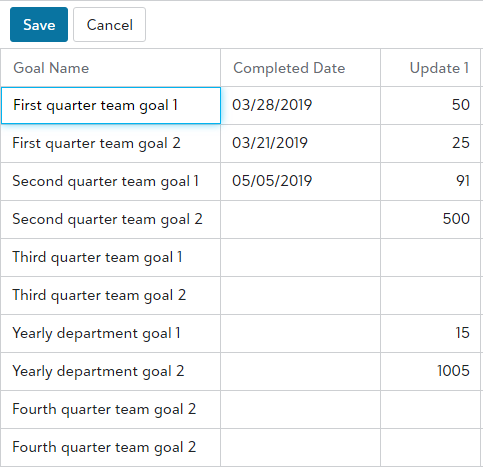 Save Cancel
Goal Name Completed Date Update 1
First quarter team goal 1 03/28/2019 50
First quarter team goal 2 03/21/2019 25
Second quarter team goal 1 05/05/2019 91
Second quarter team goal 2 500
Third quarter team goal 1
Third quarter team goal 2
Yearly department goal 1 15
Yearly department goal 2 1005
Fourth quarter team goal 2
Fourth quarter team goal 2